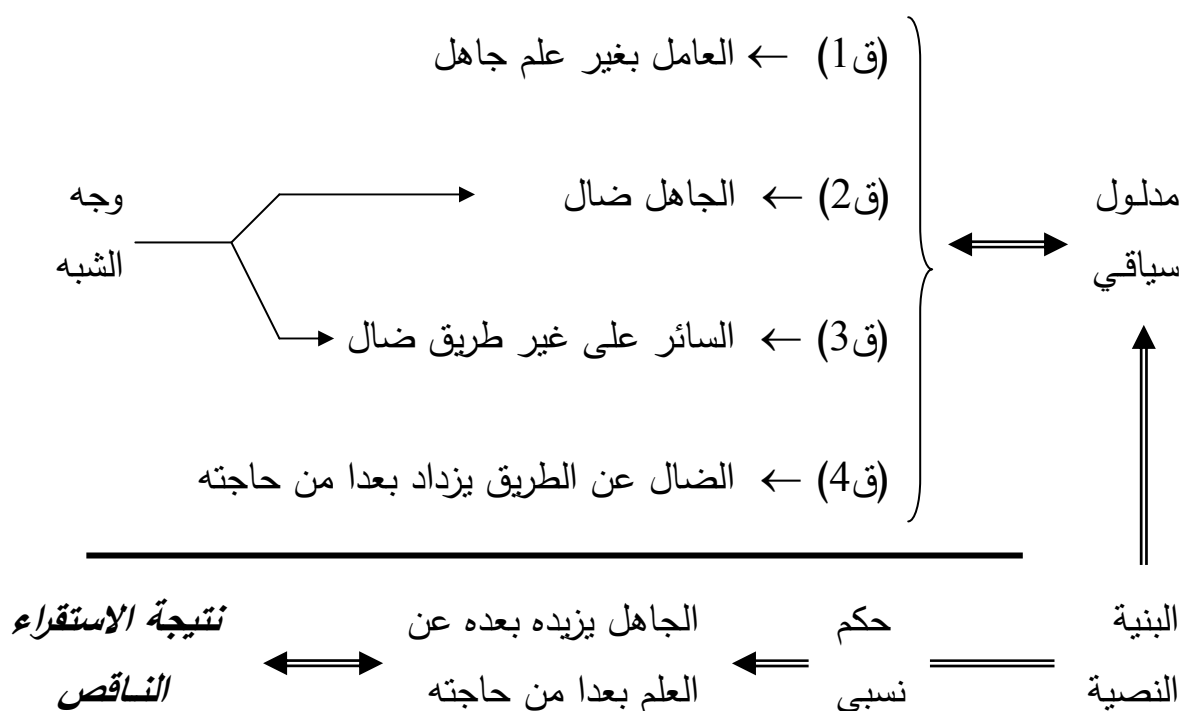 (ق1) ← العامل بغير علم جاهل
(ق2) ← الجاهل ضال
(ق3) ← السائر على غير طريق ضال
(ق4) ← الضال عن الطريق يزداد بعدا من حاجته
مدلول
سياقي
وجه
الشبه
البنية
النصية
حكم
نسبي
الجاهل يزيده بعده عن
العلم بعدا من حاجته
نتيجة الاستقراء
الناقص